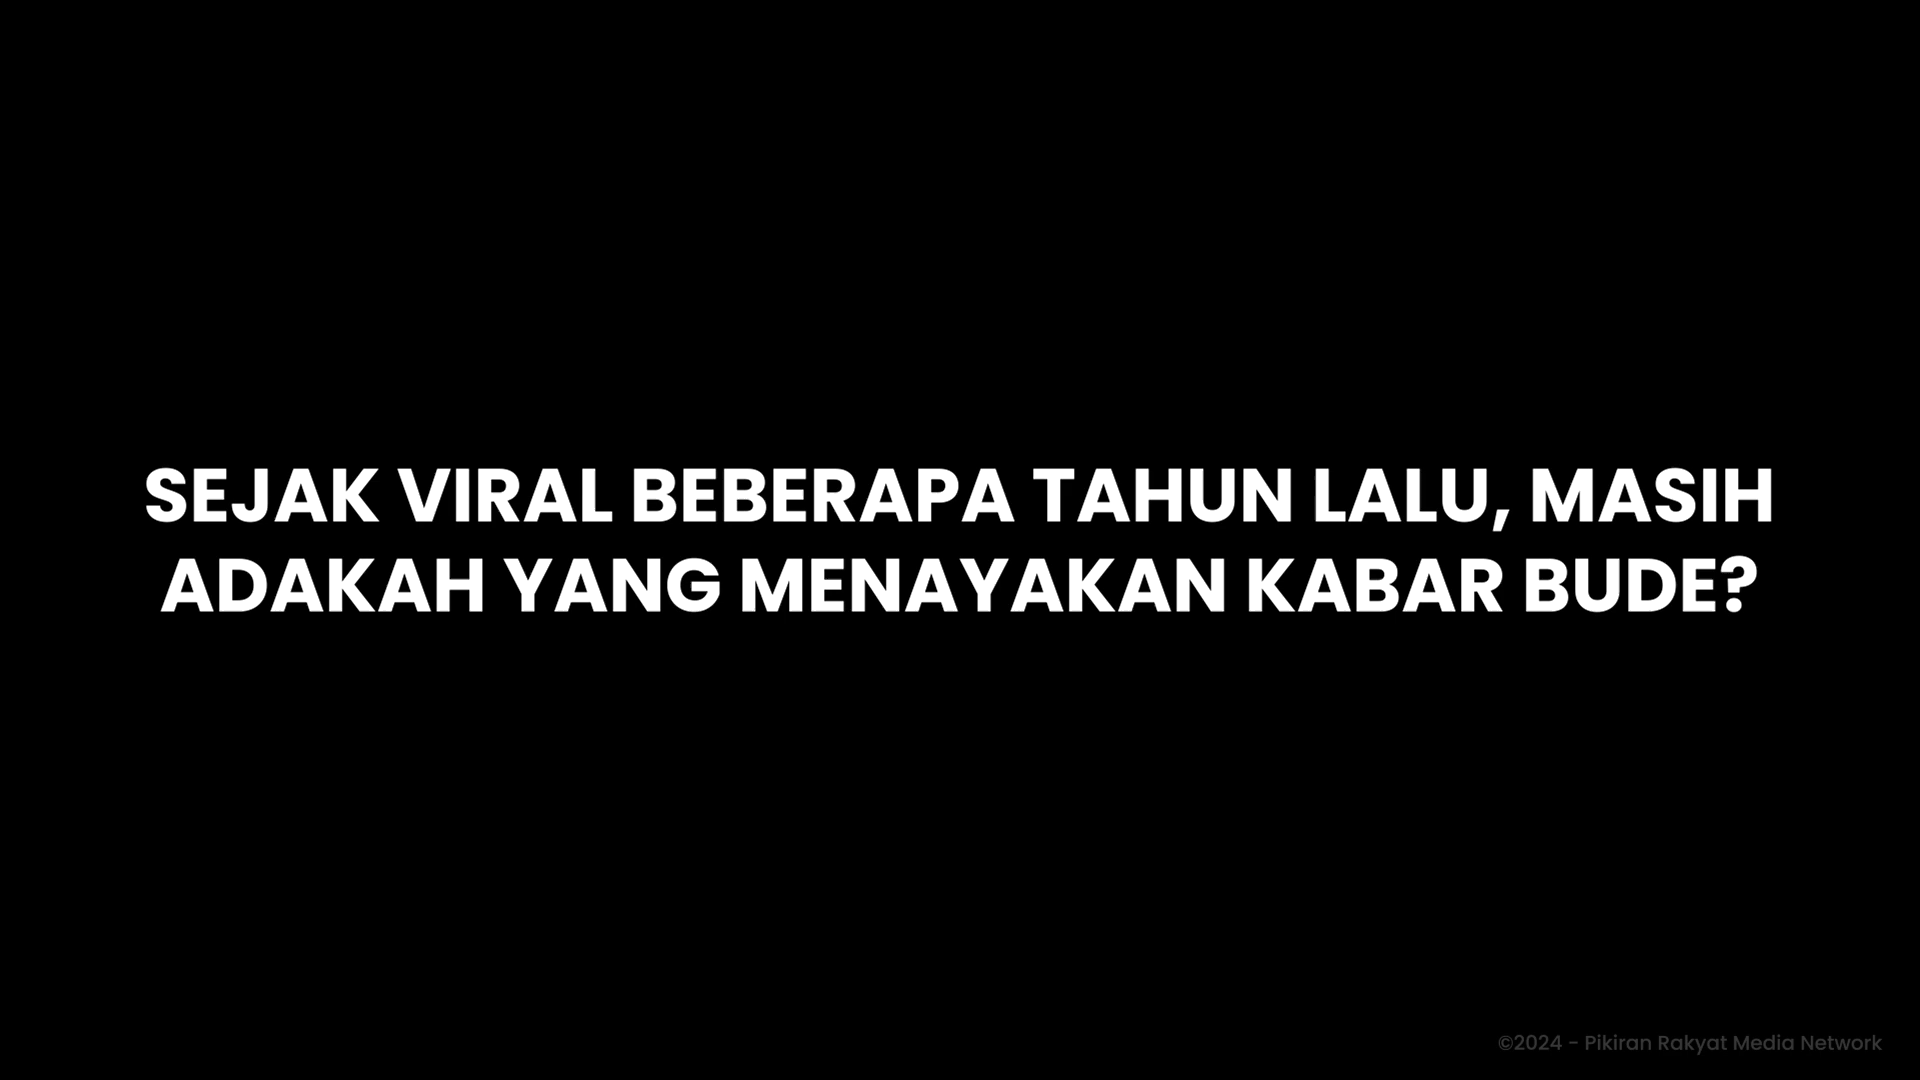 SEJAK VIRAL BEBERAPA TAHUN LALU, MASIH
ADAKAH YANG MENAYAKAN KABAR BUDE?
©2024 - Pikiran Rakyat Media Network